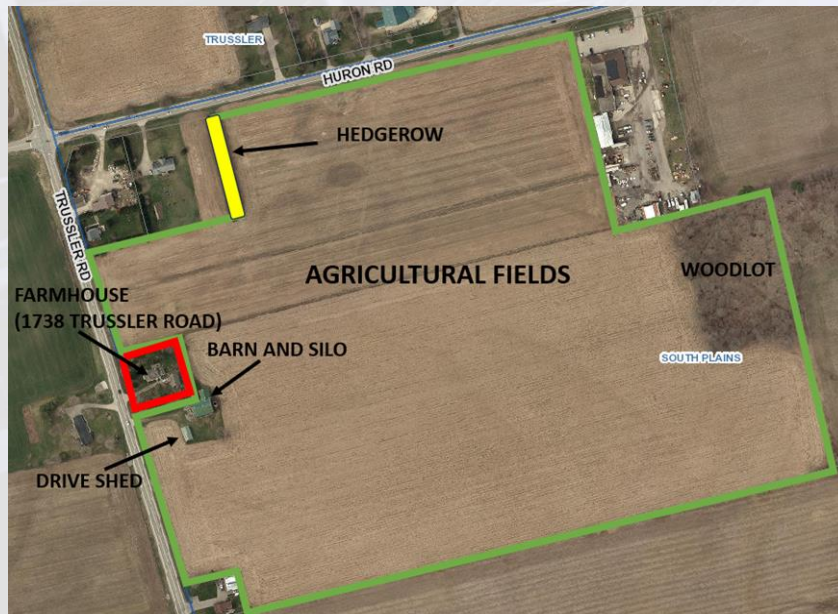 TRUSSLER
HURON RD
HEDGEROW
TRUSSLER RD
AGRICULTURAL FIELDS
WOODLOT
FARMHOUSE
(1738 TRUSSLER ROAD)
BARN AND SILO
SOUTH PLAINS
DRIVE SHED